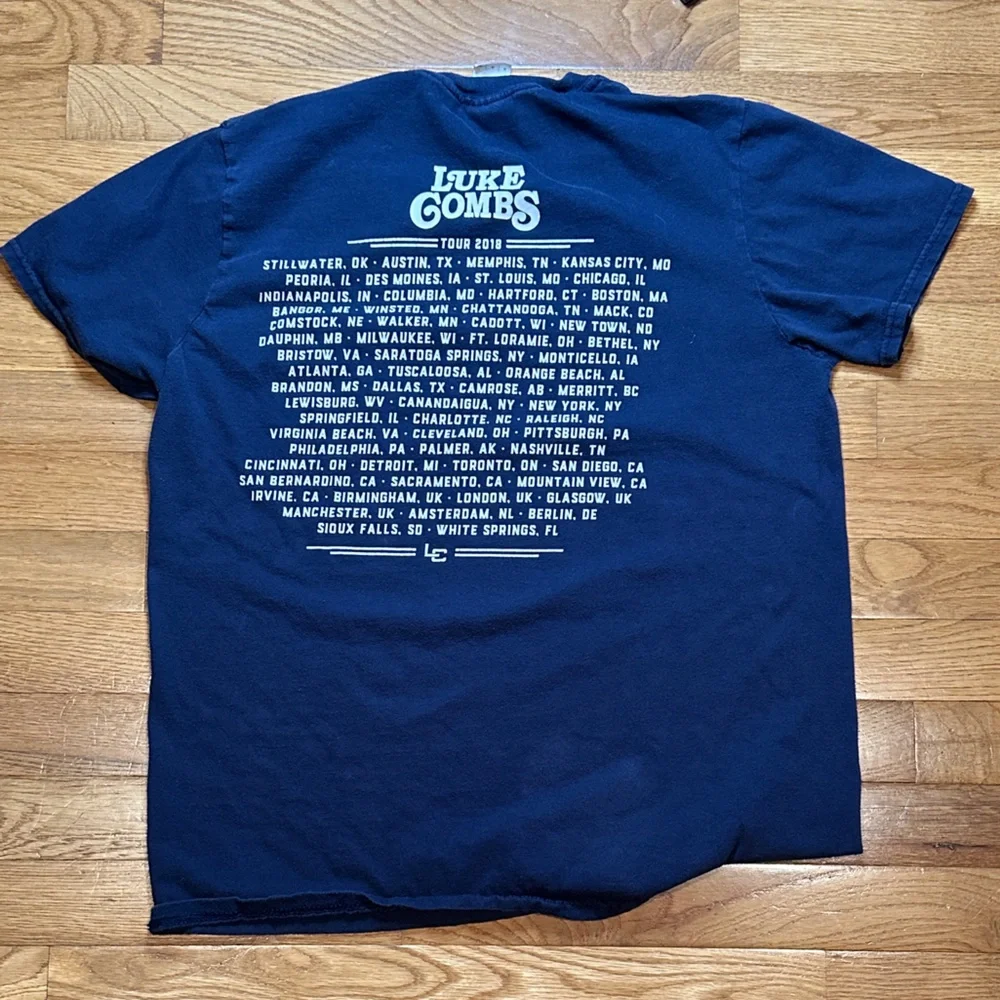 LUKE
COMBS
TOUR 2018
STILLWATER, OK · AUSTIN, TX · MEMPHIS, TN · KANSAS CITY, MO
PEORIA, IL · DES MOINES, IA · ST. LOUIS, MO · CHICAGO, IL
INDIANAPOLIS, IN · COLUMBIA, MD · HARTFORD, CT · BOSTON, MA
BANGOR, ME · WINSTED, MN · CHATTANOOGA, TN · MACK, CO
COMSTOCK, NE · WALKER, MN · CADOTT, WI · NEW TOWN, ND
DAUPHIN, MB · MILWAUKEE, WI · FT. LORAMIE, OH · BETHEL, NY
BRISTOW, VA · SARATOGA SPRINGS, NY · MONTICELLO, IA
ATLANTA, GA · TUSCALOOSA, AL · ORANGE BEACH, AL
BRANDON, MS · DALLAS, TX · CAMROSE, AB · MERRITT, BC
LEWISBURG, WV · CANANDAIGUA, NY · NEW YORK, NY
SPRINGFIELD, IL · CHARLOTTE, NC · RALEIGH, NC
VIRGINIA BEACH, VA · CLEVELAND, OH · PITTSBURGH, PA
PHILADELPHIA, PA · PALMER, AK · NASHVILLE, TN
CINCINNATI, OH · DETROIT, MI · TORONTO, ON · SAN DIEGO, CA
SAN BERNARDINO, CA · SACRAMENTO, CA · MOUNTAIN VIEW, CA
IRVINE, CA · BIRMINGHAM, UK · LONDON, UK · GLASGOW, UK
MANCHESTER, UK · AMSTERDAM, NL · BERLIN, DE
SIOUX FALLS, SD · WHITE SPRINGS, FL
LC